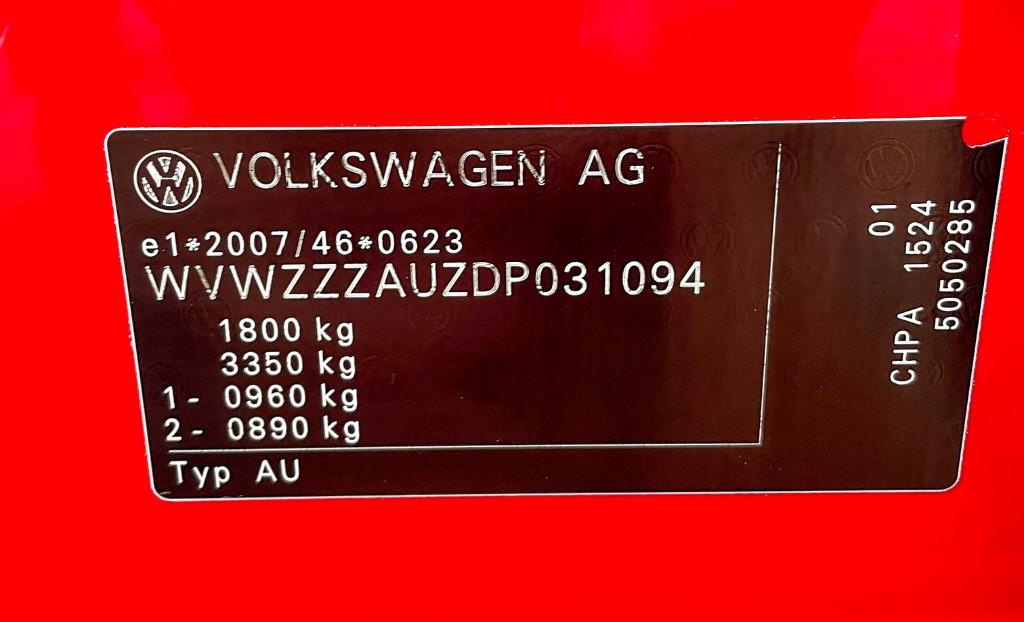 VOLKSWAGEN AG
e1*2007/46*0623
WVWZZZAUZDP031094
1800 kg
3350 kg
1- 0960 kg
2- 0890 kg
Typ AU
01
CHPA 1524
5050285